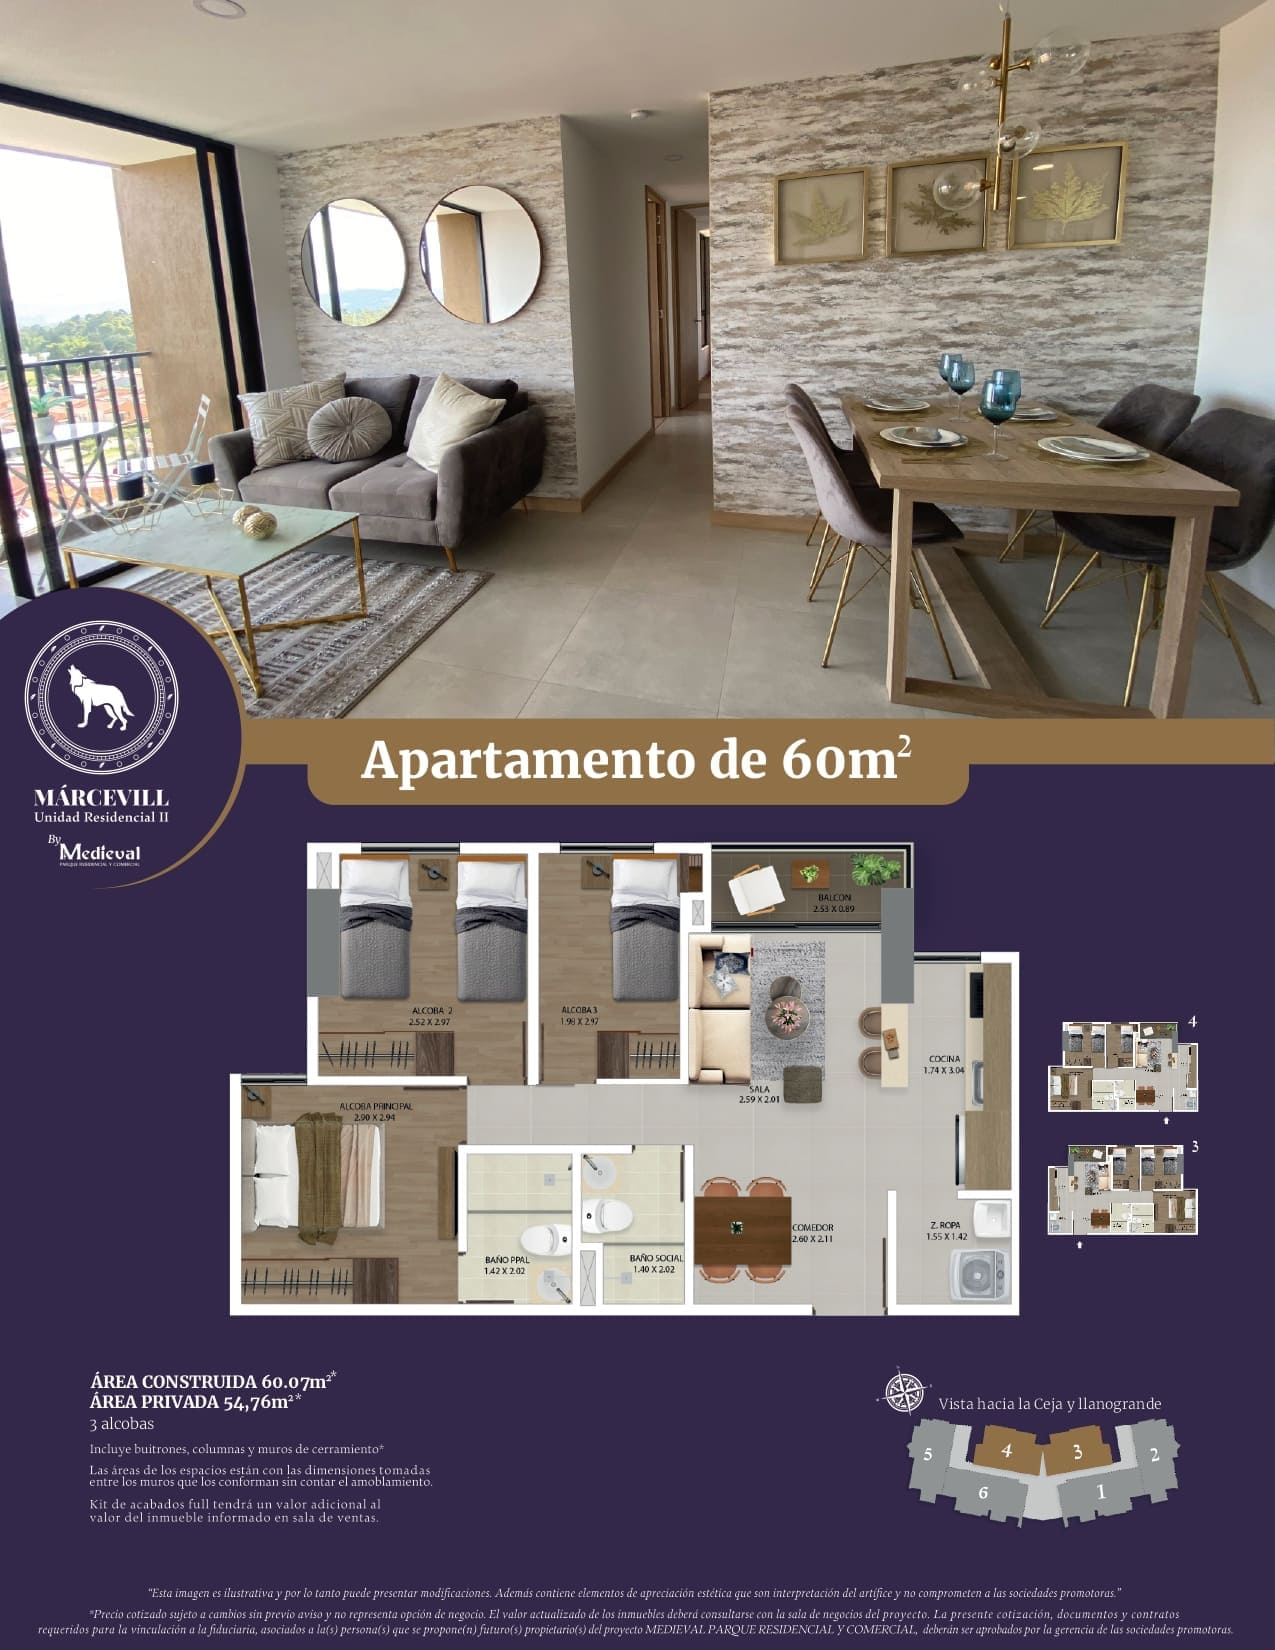 MÁRCEVILL
Unidad Residencial II
By Medieval
PARQUE RESIDENCIAL Y COMERCIAL
Apartamento de 60m²
BALCON
2.53 X 0.89
ALCOBA 2
2.52 X 2.97
ALCOBA 3
1.98 X 2.97
COCINA
1.74 X 3.04
SALA
2.59 X 2.01
ALCOBA PRINCIPAL
2.90 X 2.94
COMEDOR
2.60 X 2.11
Z. ROPA
1.55 X 1.42
BAÑO PPAL
1.42 X 2.02
BAÑO SOCIAL
1.40 X 2.02
4
3
ÁREA CONSTRUIDA 60.07m²*
ÁREA PRIVADA 54,76m²*
3 alcobas
Incluye buitrones, columnas y muros de cerramiento*
Las áreas de los espacios están con las dimensiones tomadas
entre los muros que los conforman sin contar el amoblamiento.
Kit de acabados full tendrá un valor adicional al
valor del inmueble informado en sala de ventas.
Vista hacia la Ceja y llanogrande
5
4
3
2
6
1
“Esta imagen es ilustrativa y por lo tanto puede presentar modificaciones. Además contiene elementos de apreciación estética que son interpretación del artífice y no comprometen a las sociedades promotoras.”
*Precio cotizado sujeto a cambios sin previo aviso y no representa opción de negocio. El valor actualizado de los inmuebles deberá consultarse con la sala de negocios del proyecto. La presente cotización, documentos y contratos
requeridos para la vinculación a la fiduciaria, asociados a la(s) persona(s) que se propone(n) futuro(s) propietario(s) del proyecto MEDIEVAL PARQUE RESIDENCIAL Y COMERCIAL, deberán ser aprobados por la gerencia de las sociedades promotoras.